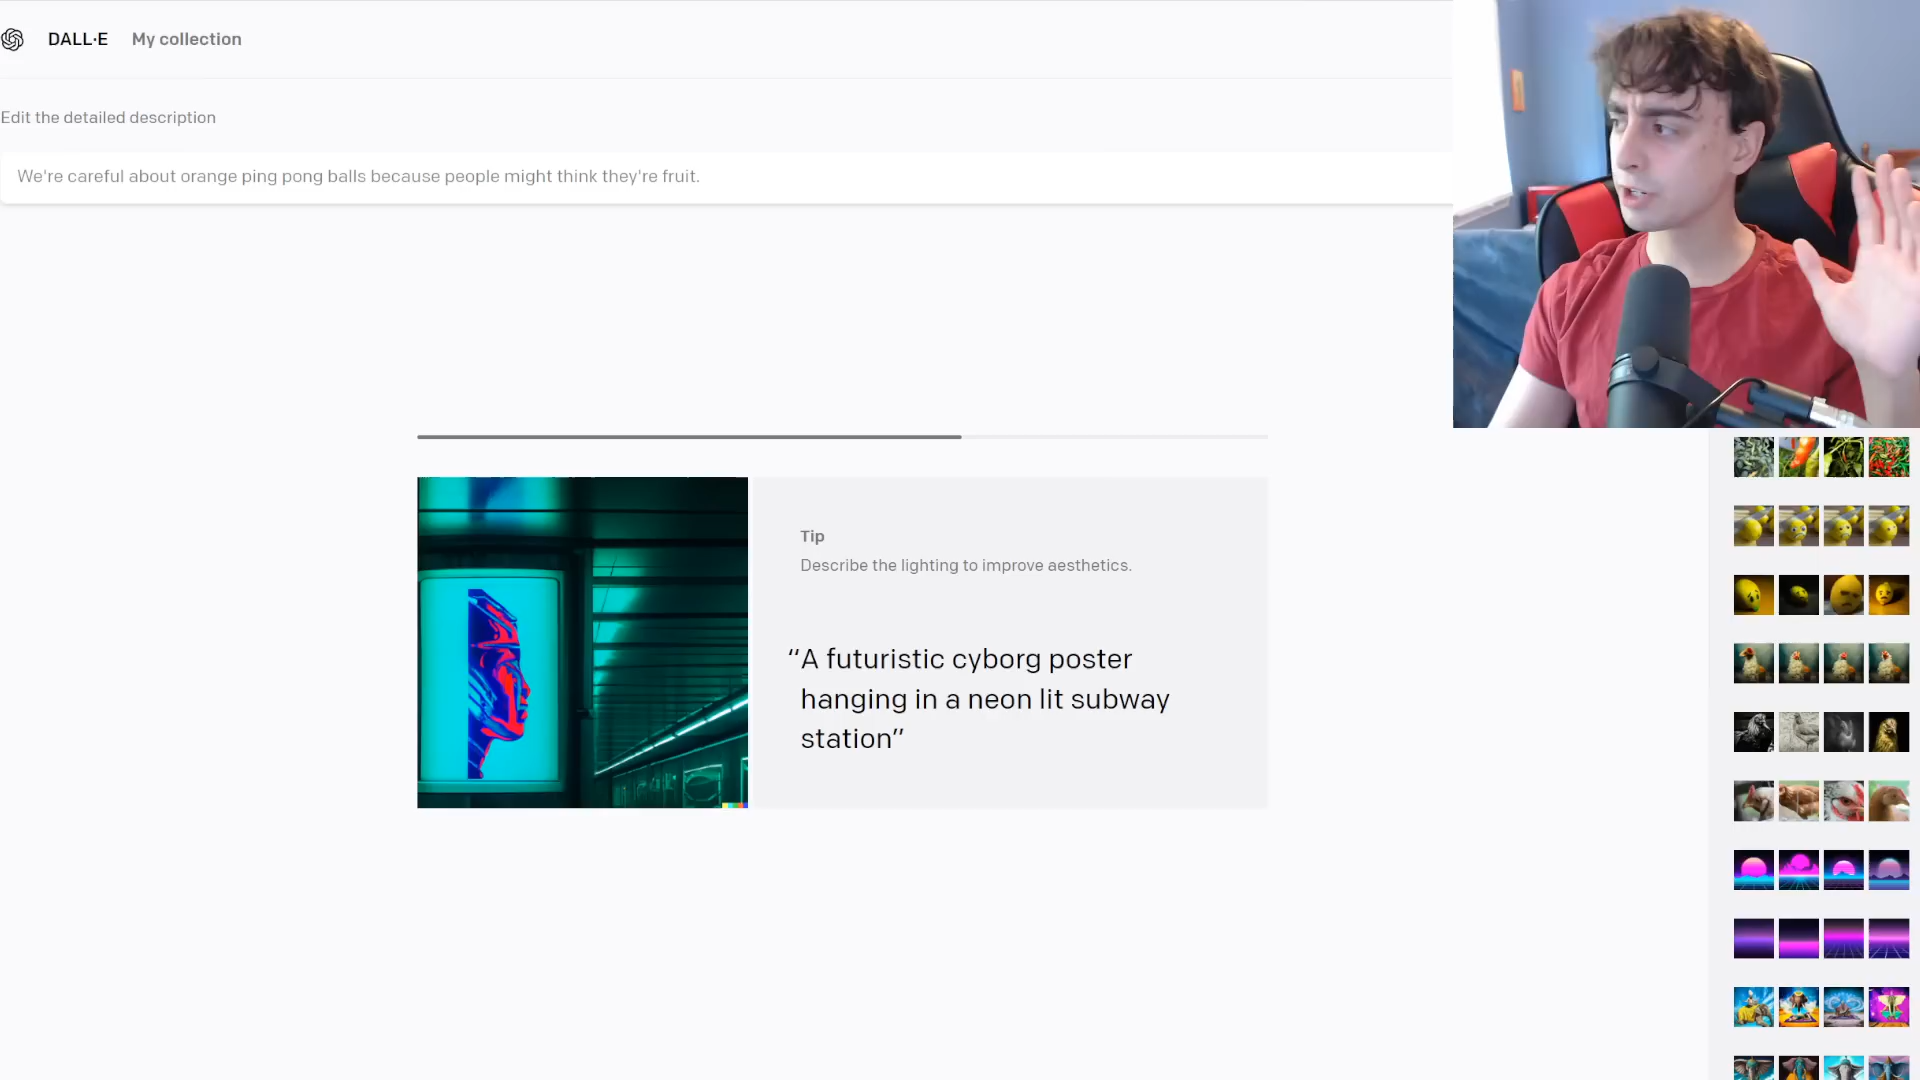 DALL·E My collection
Edit the detailed description
We're careful about orange ping pong balls because people might think they're fruit.
Tip
Describe the lighting to improve aesthetics.
“A futuristic cyborg poster
hanging in a neon lit subway
station”